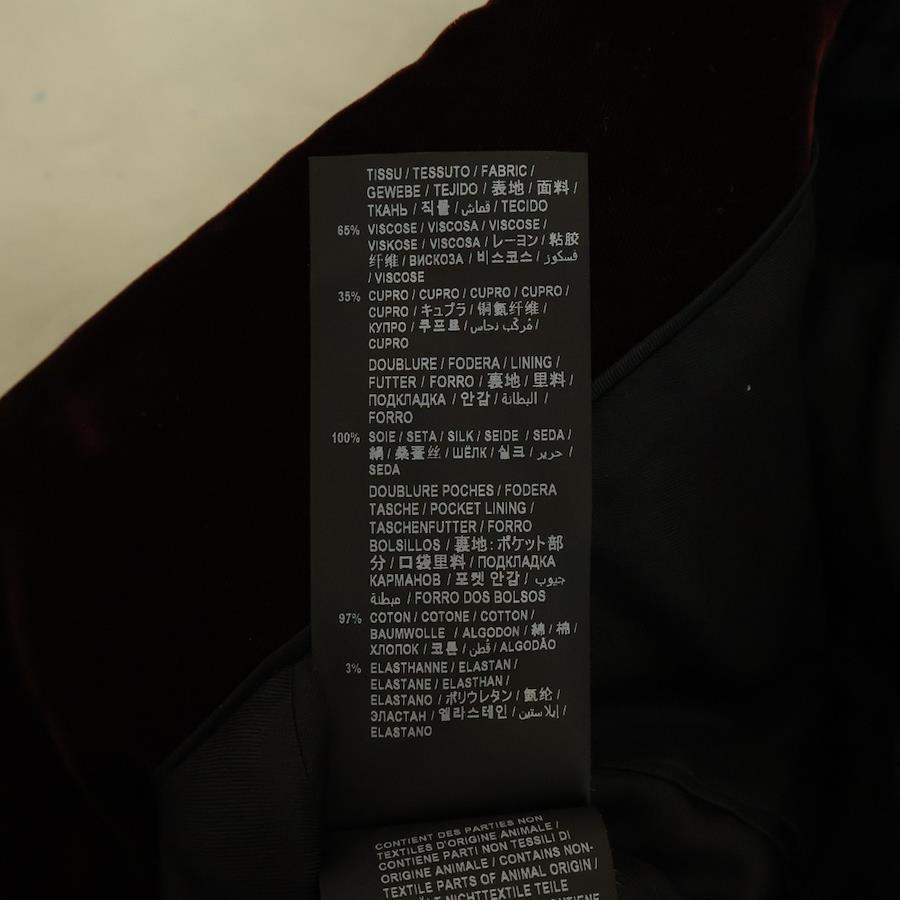 TISSU / TESSUTO / FABRIC /
GEWEBE / TEJIDO / 表地 / 面料 /
ТКАНЬ / 직물 / قماش / TECIDO
65% VISCOSE / VISCOSA / VISCOSE /
VISKOSE / VISCOSA / レーヨン / 粘胶
纤维 / ВИСКОЗА / 비스코스 / فسكوز
/ VISCOSE
35% CUPRO / CUPRO / CUPRO / CUPRO /
CUPRO / キュプラ / 铜氨纤维 /
КУПРО / 쿠프로 / مُركّب نحاس /
CUPRO
DOUBLURE / FODERA / LINING /
FUTTER / FORRO / 裏地 / 里料 /
ПОДКЛАДКА / 안감 / البطانة /
FORRO
100% SOIE / SETA / SILK / SEIDE / SEDA /
絹 / 桑蚕丝 / ШЁЛК / 실크 / حرير /
SEDA
DOUBLURE POCHES / FODERA
TASCHE / POCKET LINING /
TASCHENFUTTER / FORRO
BOLSILLOS / 裏地:ポケット部
分 / 口袋里料 / ПОДКЛАДКА
КАРМАНОВ / 포켓 안감 / جيوب
مبطنة / FORRO DOS BOLSOS
97% COTON / COTONE / COTTON /
BAUMWOLLE / ALGODON / 綿 / 棉 /
ХЛОПОК / 코튼 / قُطن / ALGODÃO
3% ELASTHANNE / ELASTAN /
ELASTANE / ELASTHAN /
ELASTANO / ポリウレタン / 氨纶 /
ЭЛАСТАН / 엘라스테인 / إيلاستين /
ELASTANO
CONTIENT DES PARTIES NON
TEXTILES D'ORIGINE ANIMALE /
CONTIENE PARTI NON TESSILI DI
ORIGINE ANIMALE / CONTAINS NON-
TEXTILE PARTS OF ANIMAL ORIGIN /
NICHTTEXTILE TEILE